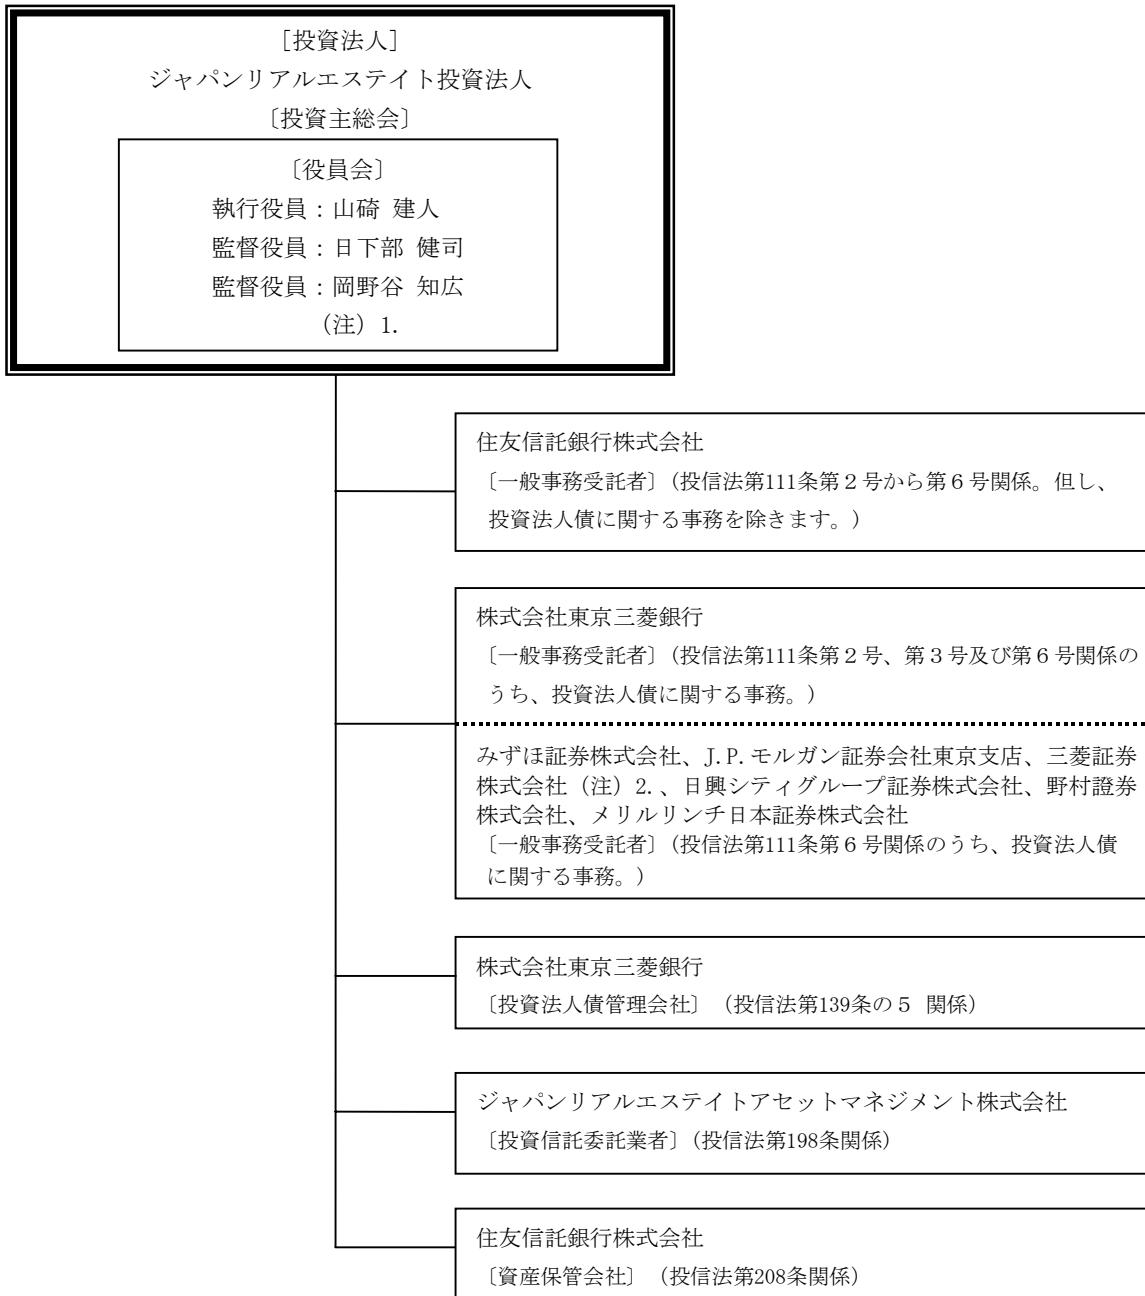 ［投資法人］
ジャパンリアルエステイト投資法人
〔投資主総会〕
〔役員会〕
執行役員：山碕 建人
監督役員：日下部 健司
監督役員：岡野谷 知広
（注）1.
住友信託銀行株式会社
〔一般事務受託者〕（投信法第111条第２号から第６号関係。但し、
投資法人債に関する事務を除きます。）
株式会社東京三菱銀行
〔一般事務受託者〕（投信法第111条第２号、第３号及び第６号関係の
うち、投資法人債に関する事務。）
みずほ証券株式会社、J.P.モルガン証券会社東京支店、三菱証券
株式会社（注）2.、日興シティグループ証券株式会社、野村證券
株式会社、メリルリンチ日本証券株式会社
〔一般事務受託者〕（投信法第111条第６号関係のうち、投資法人債
に関する事務。）
株式会社東京三菱銀行
〔投資法人債管理会社〕（投信法第139条の５ 関係）
ジャパンリアルエステイトアセットマネジメント株式会社
〔投資信託委託業者〕（投信法第198条関係）
住友信託銀行株式会社
〔資産保管会社〕（投信法第208条関係）